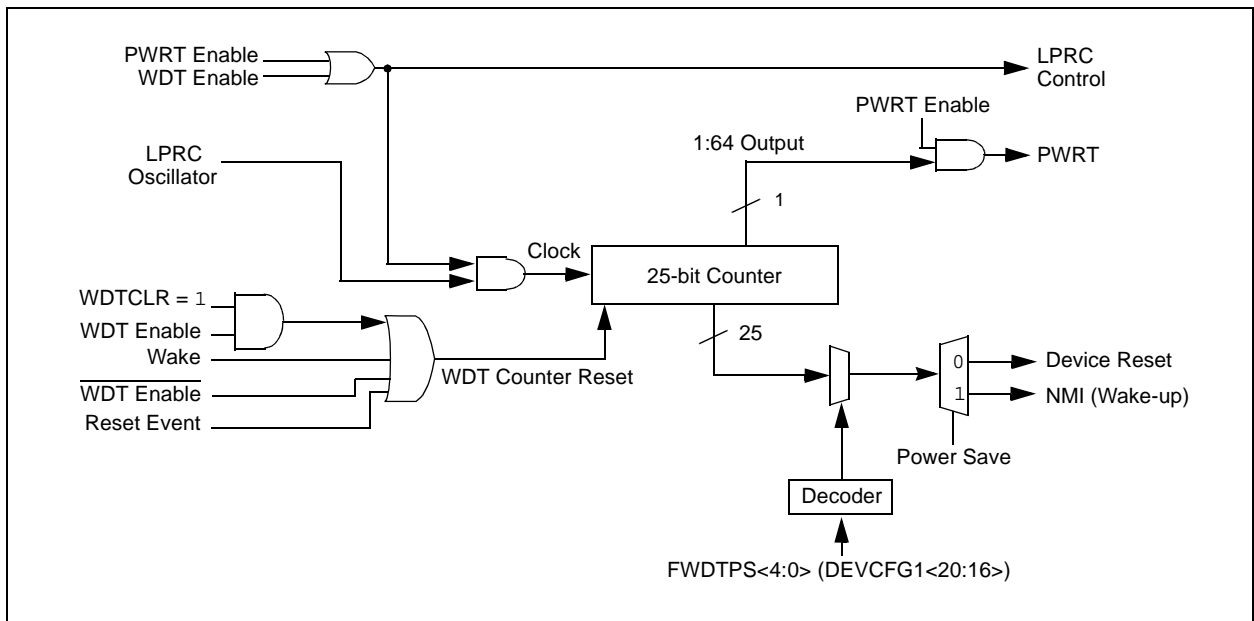 PWRT Enable
WDT Enable
LPRC
Control
PWRT Enable
1:64 Output
PWRT
LPRC
Oscillator
1
Clock
25-bit Counter
WDTCLR = 1
WDT Enable
25
Wake
WDT Counter Reset
0
Device Reset
WDT Enable
1
NMI (Wake-up)
Reset Event
Power Save
Decoder
FWDTPS<4:0> (DEVCFG1<20:16>)